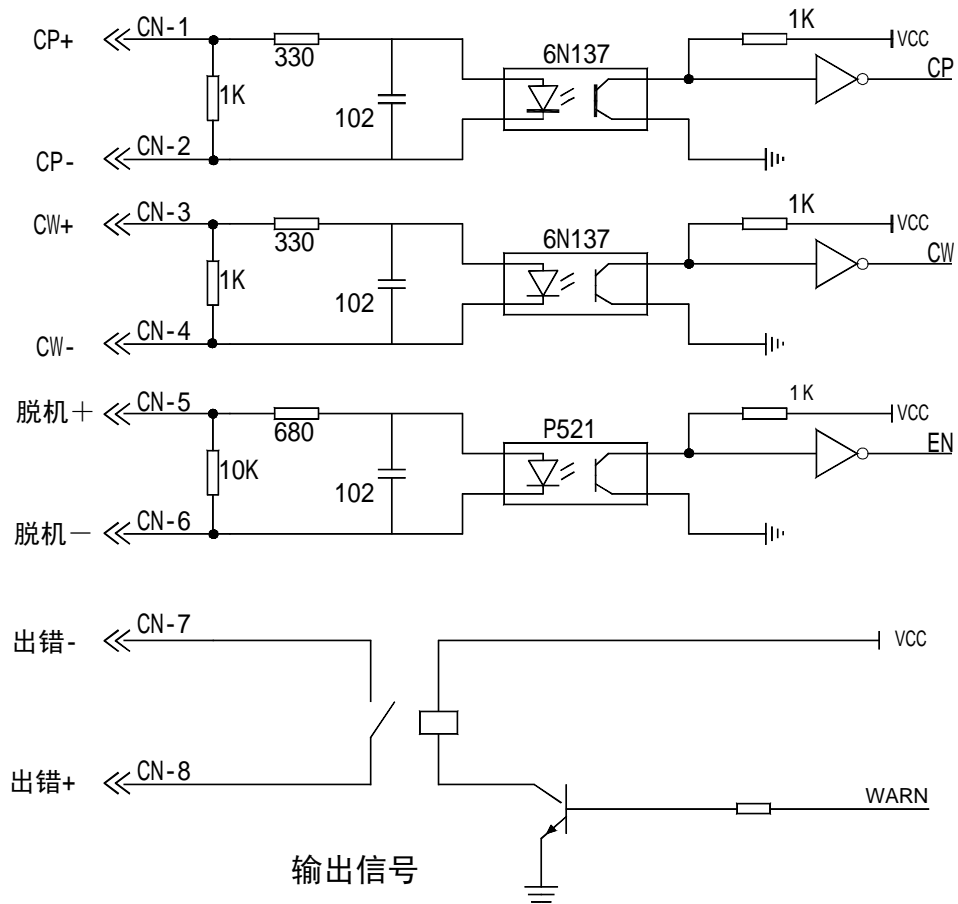 CP+ CN-1 330 6N137 1K VCC
1K 102 CP
CP- CN-2
CW+ CN-3 330 6N137 1K VCC
1K 102 CW
CW- CN-4
脱机＋ CN-5 680 P521 1K VCC
10K 102 EN
脱机－ CN-6
出错- CN-7 VCC
出错+ CN-8 WARN
输出信号